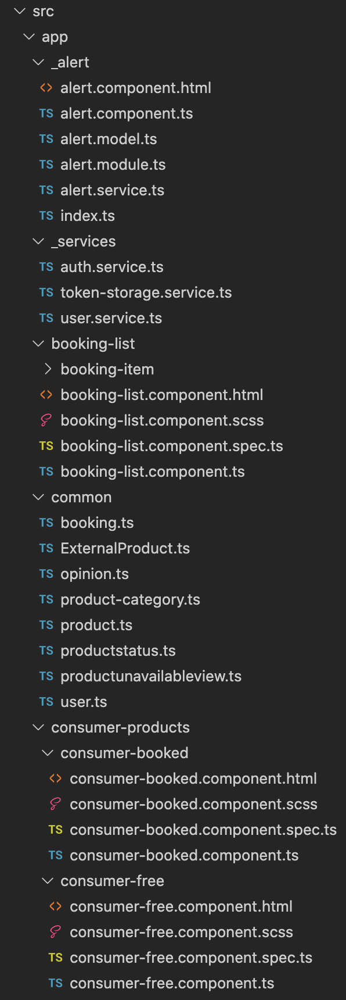 src
app
_alert
<> alert.component.html
TS alert.component.ts
TS alert.model.ts
TS alert.module.ts
TS alert.service.ts
TS index.ts
_services
TS auth.service.ts
TS token-storage.service.ts
TS user.service.ts
booking-list
booking-item
<> booking-list.component.html
booking-list.component.scss
TS booking-list.component.spec.ts
TS booking-list.component.ts
common
TS booking.ts
TS ExternalProduct.ts
TS opinion.ts
TS product-category.ts
TS product.ts
TS productstatus.ts
TS productunavailableview.ts
TS user.ts
consumer-products
consumer-booked
<> consumer-booked.component.html
consumer-booked.component.scss
TS consumer-booked.component.spec.ts
TS consumer-booked.component.ts
consumer-free
<> consumer-free.component.html
consumer-free.component.scss
TS consumer-free.component.spec.ts
TS consumer-free.component.ts